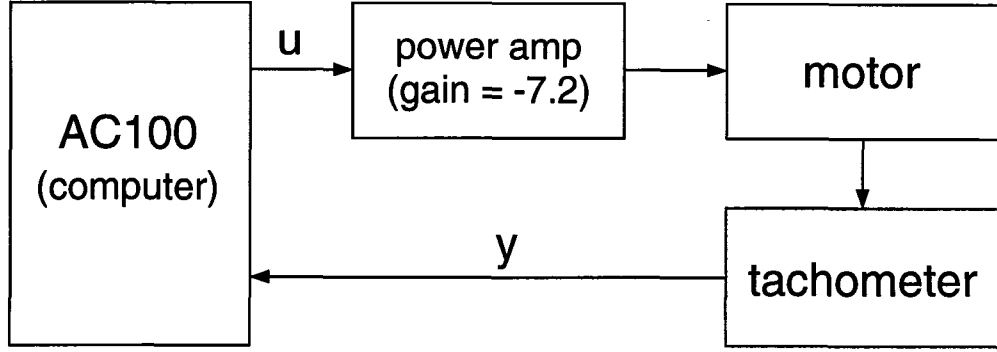 AC100
(computer)
u
power amp
(gain = -7.2)
motor
y
tachometer